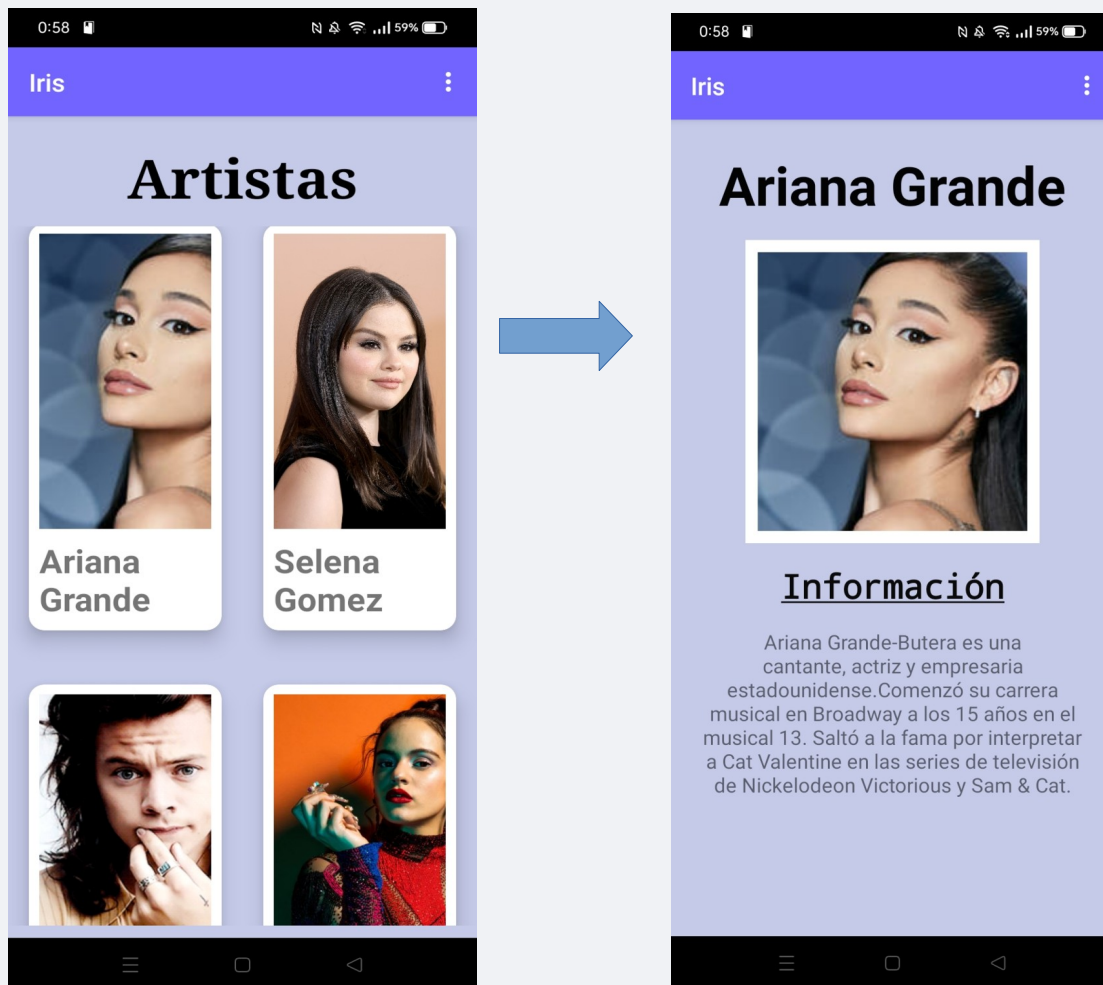 0:58
59%
Iris
Artistas
Ariana
Grande
Selena
Gomez
0:58
59%
Iris
Ariana Grande
Información
Ariana Grande-Butera es una
cantante, actriz y empresaria
estadounidense.Comenzó su carrera
musical en Broadway a los 15 años en el
musical 13. Saltó a la fama por interpretar
a Cat Valentine en las series de televisión
de Nickelodeon Victorious y Sam & Cat.